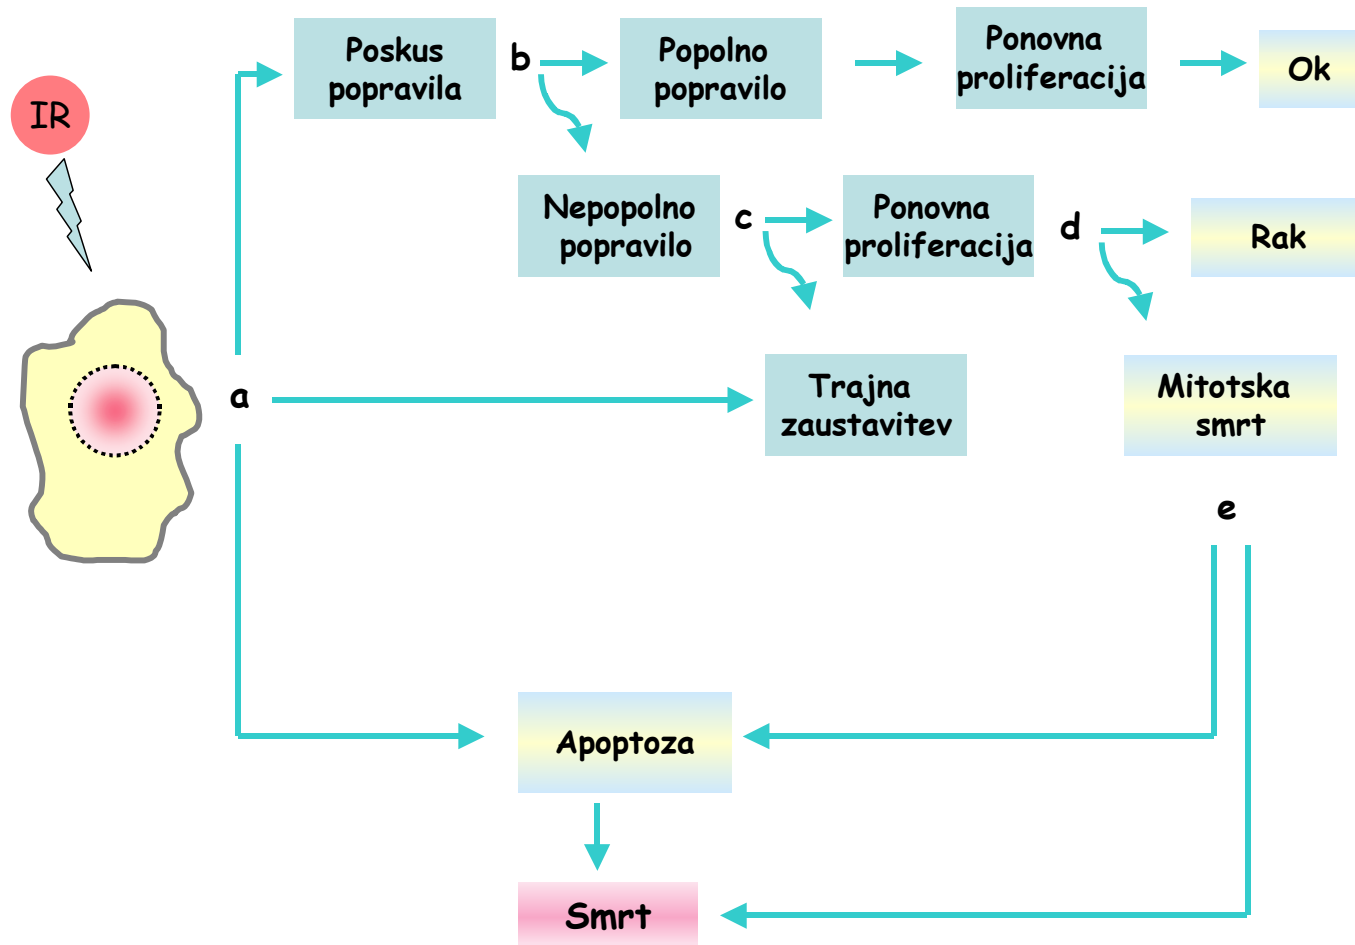 IR
Poskus
popravila
b
Popolno
popravilo
Ponovna
proliferacija
Ok
Nepopolno
popravilo
c
Ponovna
proliferacija
d
Rak
a
Trajna
zaustavitev
Mitotska
smrt
e
Apoptoza
Smrt